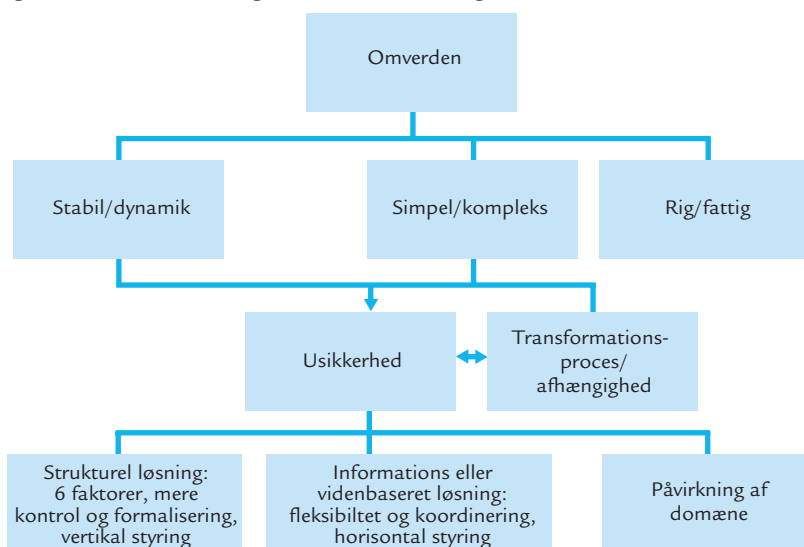 Omverden
Stabil/dynamik
Simpel/kompleks
Rig/fattig
Usikkerhed
Transformations-
proces/
afhængighed
Strukturel løsning:
6 faktorer, mere
kontrol og formalisering,
vertikal styring
Informations eller
videnbaseret løsning:
fleksibiltet og koordinering,
horisontal styring
Påvirkning af
domæne